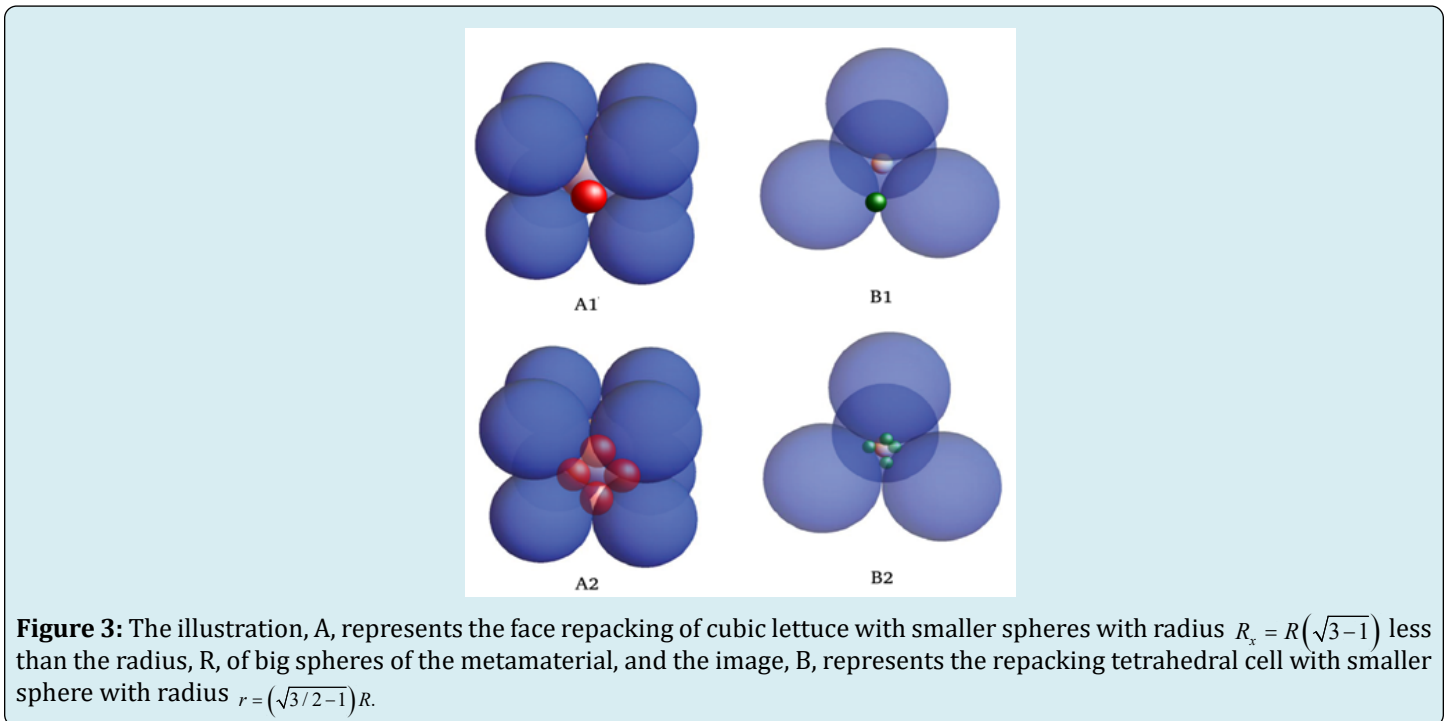 A1
B1
A2
B2
Figure 3: The illustration, A, represents the face repacking of cubic lettuce with smaller spheres with radius $R_x = R(\sqrt{3-1})$ less
than the radius, R, of big spheres of the metamaterial, and the image, B, represents the repacking tetrahedral cell with smaller
sphere with radius $r = (\sqrt{3/2-1})R$.